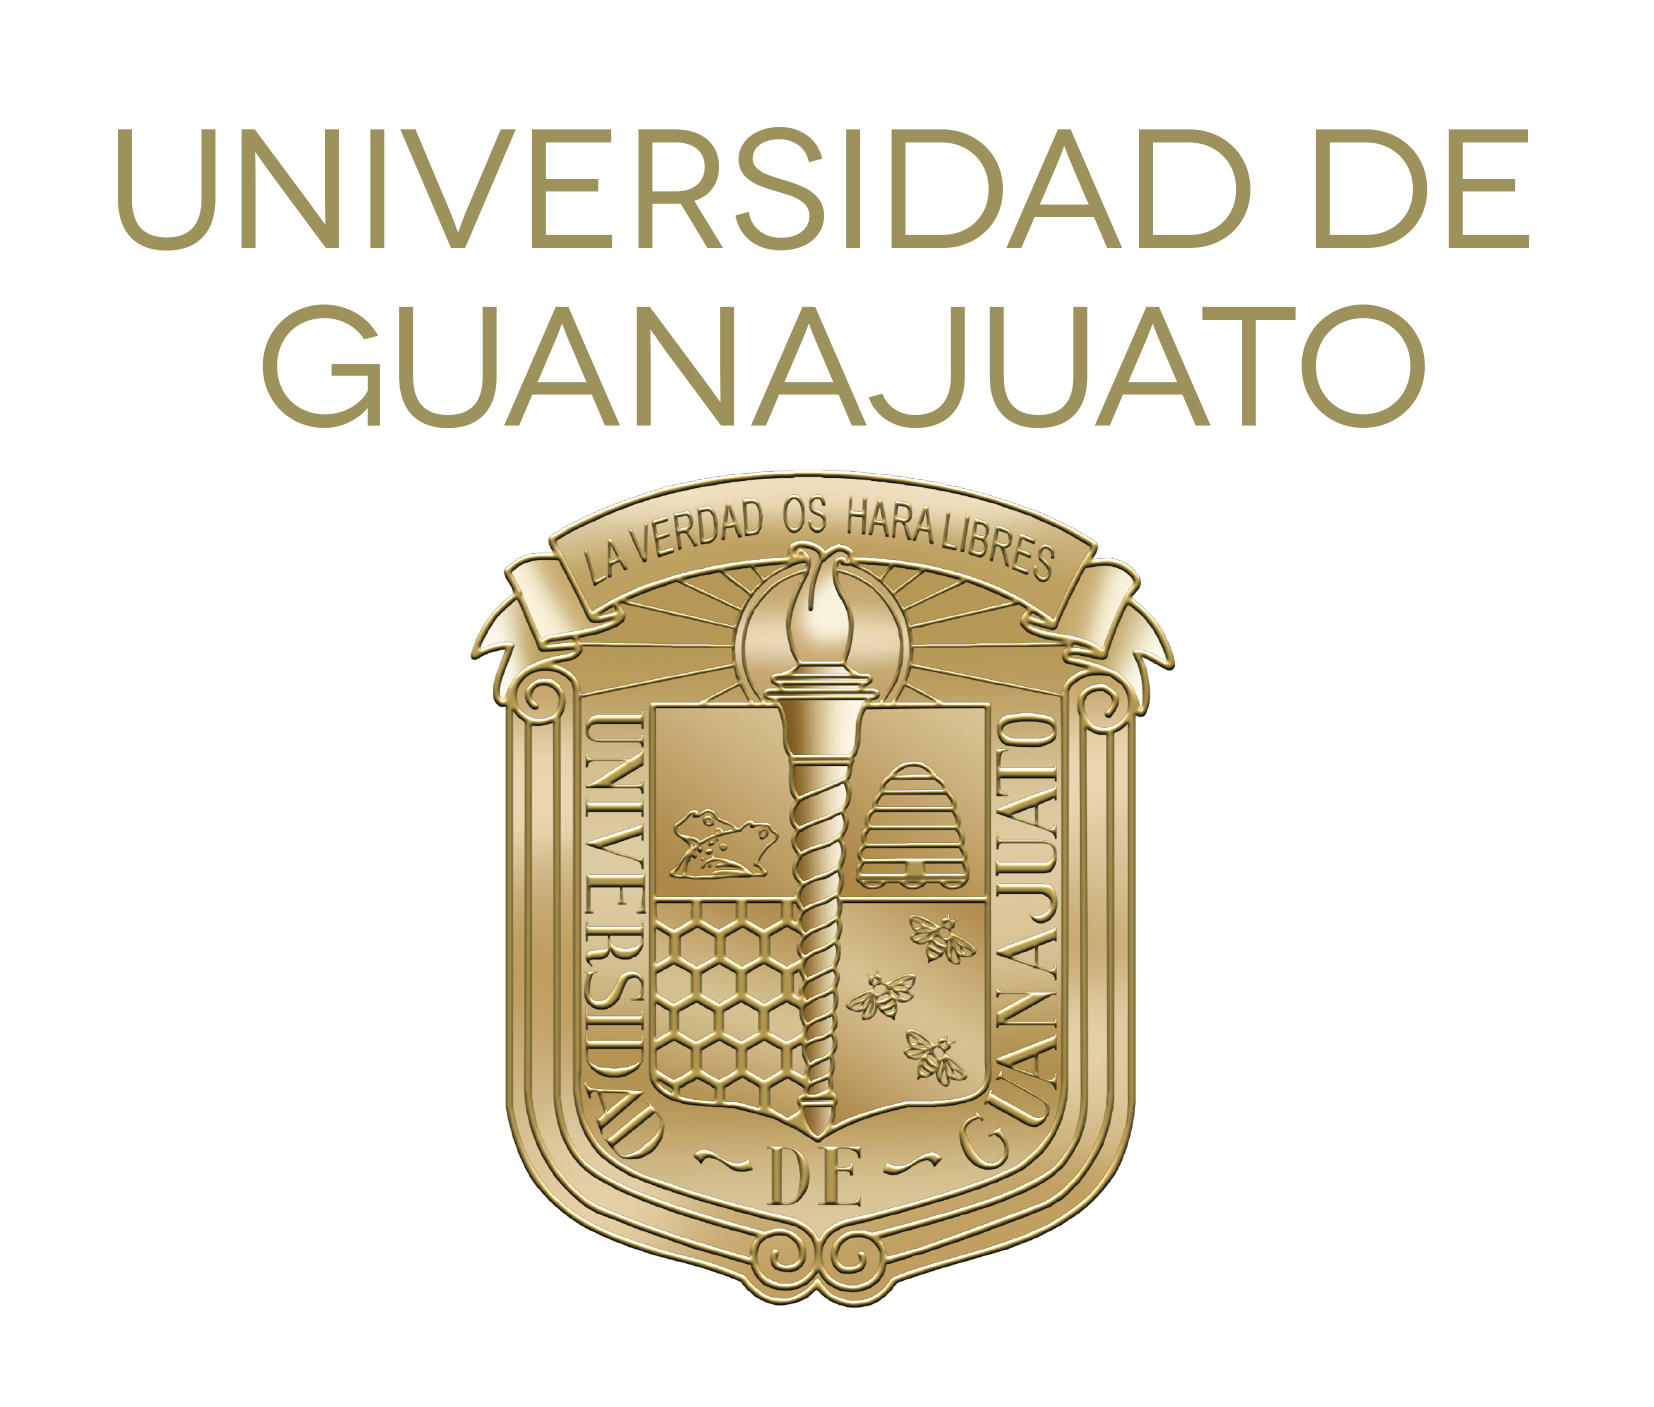 UNIVERSIDAD DE
GUANAJUATO
LA VERDAD OS HARA LIBRES
UNIVERSIDAD
~DE~
GUANAJUATO